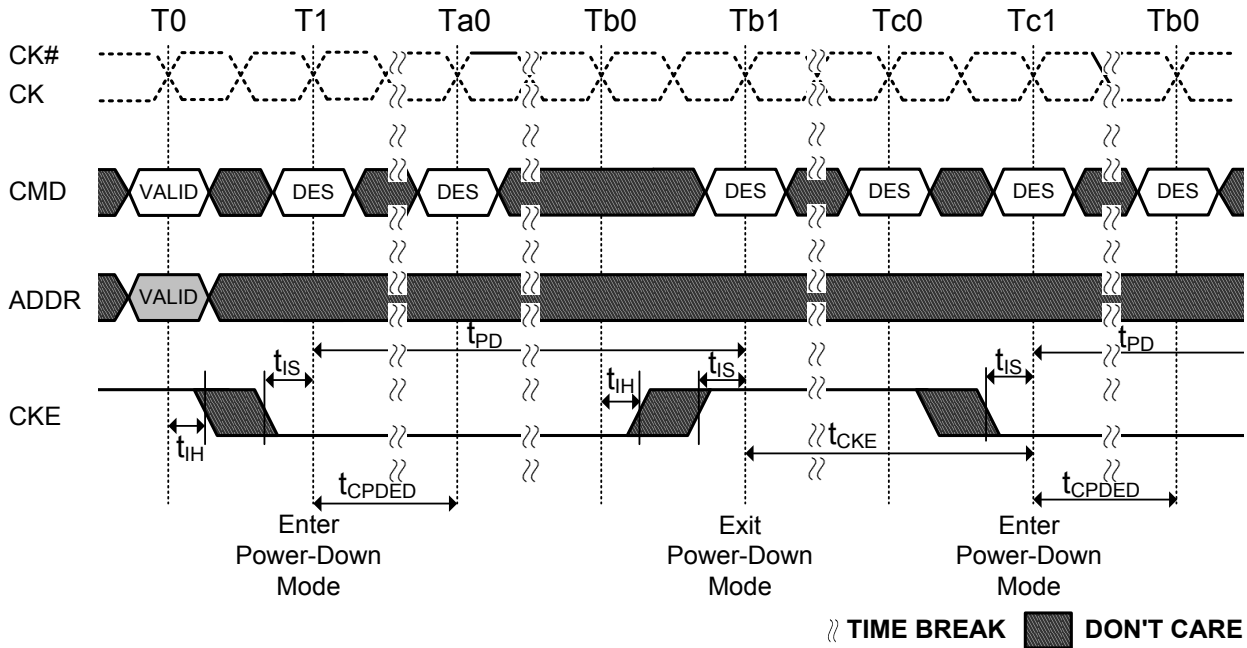 T0 T1 Ta0 Tb0 Tb1 Tc0 Tc1 Tb0
CK#
CK
CMD VALID DES DES DES DES DES DES
ADDR VALID
tPD tPD
tIS tIH tIS tIS
CKE
tIH tCKE
tCPDED tCPDED
Enter
Power-Down
Mode
Exit
Power-Down
Mode
Enter
Power-Down
Mode
TIME BREAK DON'T CARE